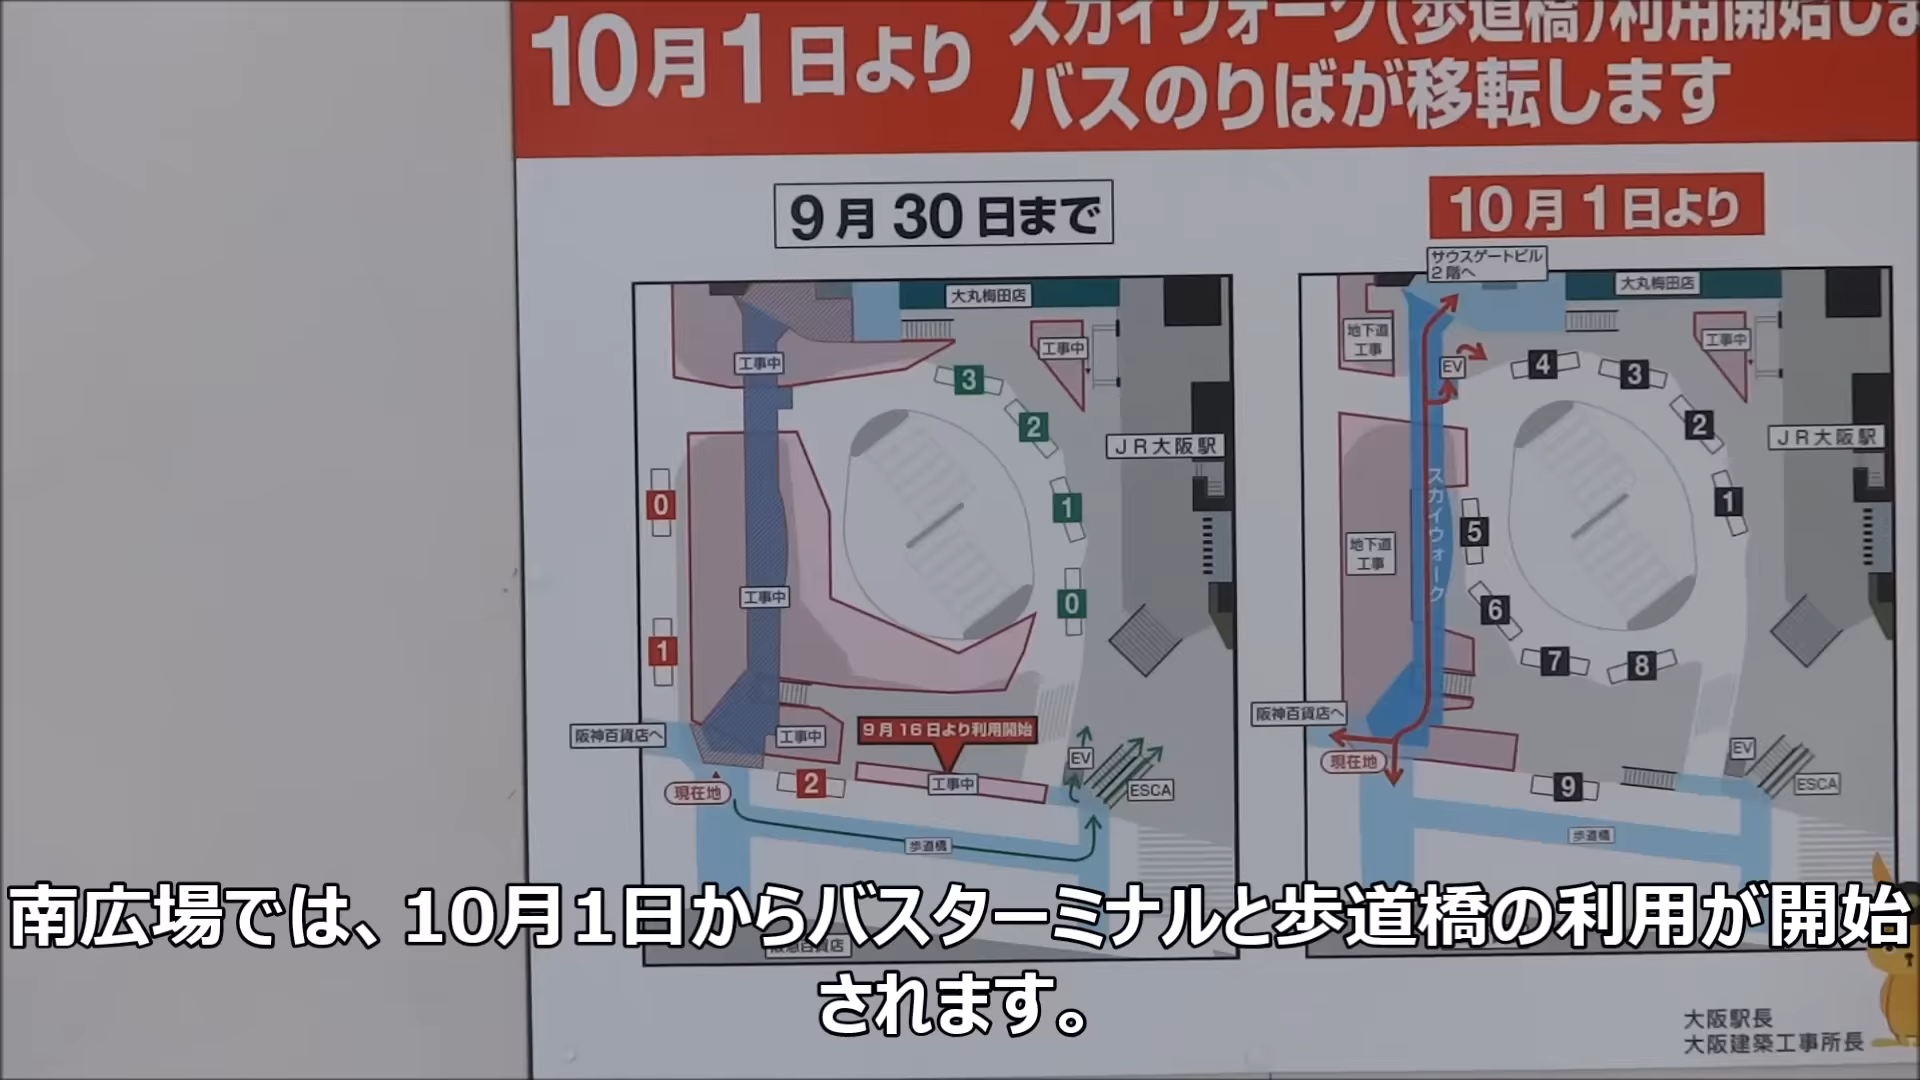 10月1日より
スカイウォーク(歩道橋)利用開始しま
バスのりばが移転します
9月30日まで
大丸梅田店
工事中
工事中
3
2
JR大阪駅
1
0
0
工事中
1
9月16日より利用開始
阪神百貨店へ
工事中
EV
2
工事中
ESCA
現在地
歩道橋
阪急百貨店
10月1日より
サウスゲートビル
2階へ
大丸梅田店
地下道
工事
工事中
EV
4
3
2
JR大阪駅
1
スカイウォーク
5
地下道
工事
6
7
8
阪神百貨店へ
EV
現在地
9
ESCA
歩道橋
南広場では、10月1日からバスターミナルと歩道橋の利用が開始
されます。
大阪駅長
大阪建築工事所長